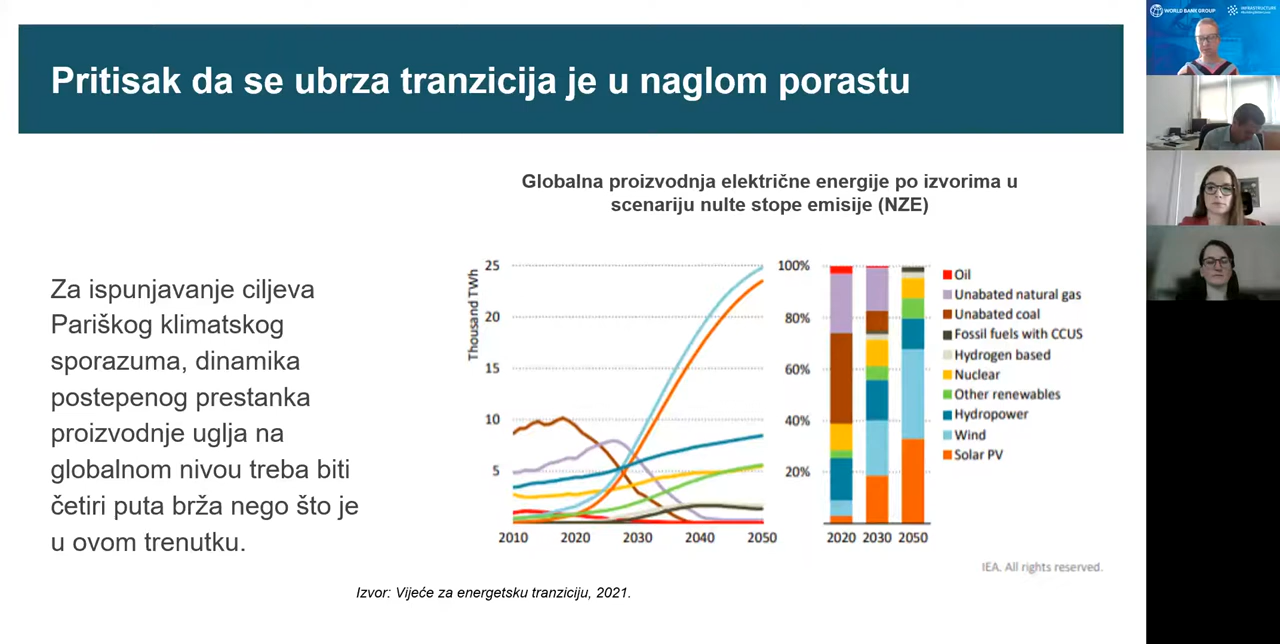 Pritisak da se ubrza tranzicija je u naglom porastu
Globalna proizvodnja električne energije po izvorima u
scenariju nulte stope emisije (NZE)
Za ispunjavanje ciljeva
Pariškog klimatskog
sporazuma, dinamika
postepenog prestanka
proizvodnje uglja na
globalnom nivou treba biti
četiri puta brža nego što je
u ovom trenutku.
Thousand TWh
25
20
15
10
5
2010
2020
2030
2040
2050
100%
80%
60%
40%
20%
2020
2030
2050
Oil
Unabated natural gas
Unabated coal
Fossil fuels with CCUS
Hydrogen based
Nuclear
Other renewables
Hydropower
Wind
Solar PV
IEA. All rights reserved.
Izvor: Vijeće za energetsku tranziciju, 2021.
WORLD BANK GROUP
INFRASTRUCTURE